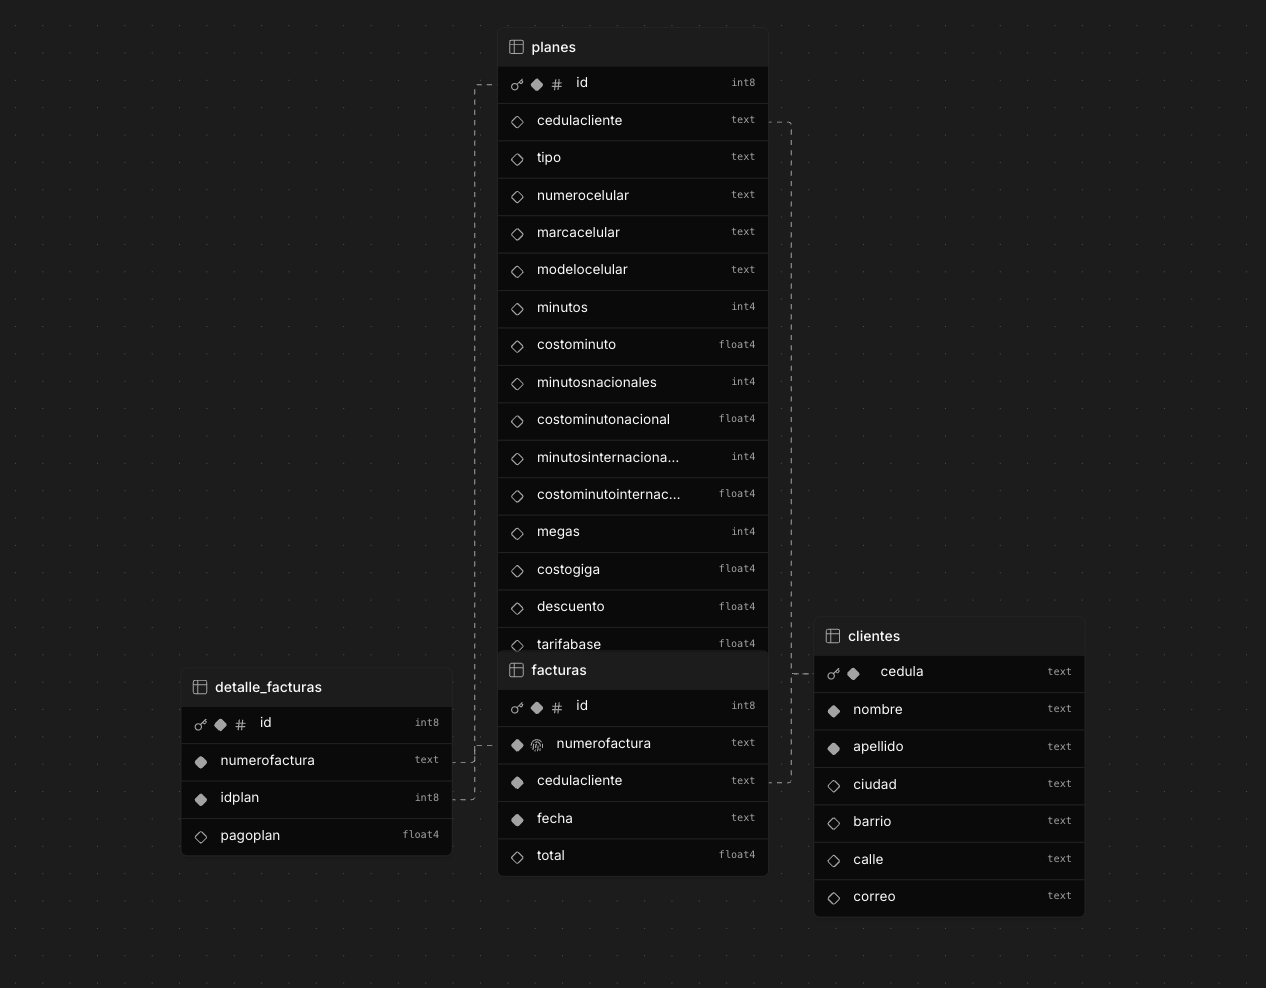 planes
id int8
cedulacliente text
tipo text
numerocelular text
marcacelular text
modelocelular text
minutos int4
costominuto float4
minutosnacionales int4
costominutonacional float4
minutosinternaciona... int4
costominutointernac... float4
megas int4
costogiga float4
descuento float4
tarifabase float4
facturas
id int8
numerofactura text
cedulacliente text
fecha text
total float4
detalle_facturas
id int8
numerofactura text
idplan int8
pagoplan float4
clientes
cedula text
nombre text
apellido text
ciudad text
barrio text
calle text
correo text